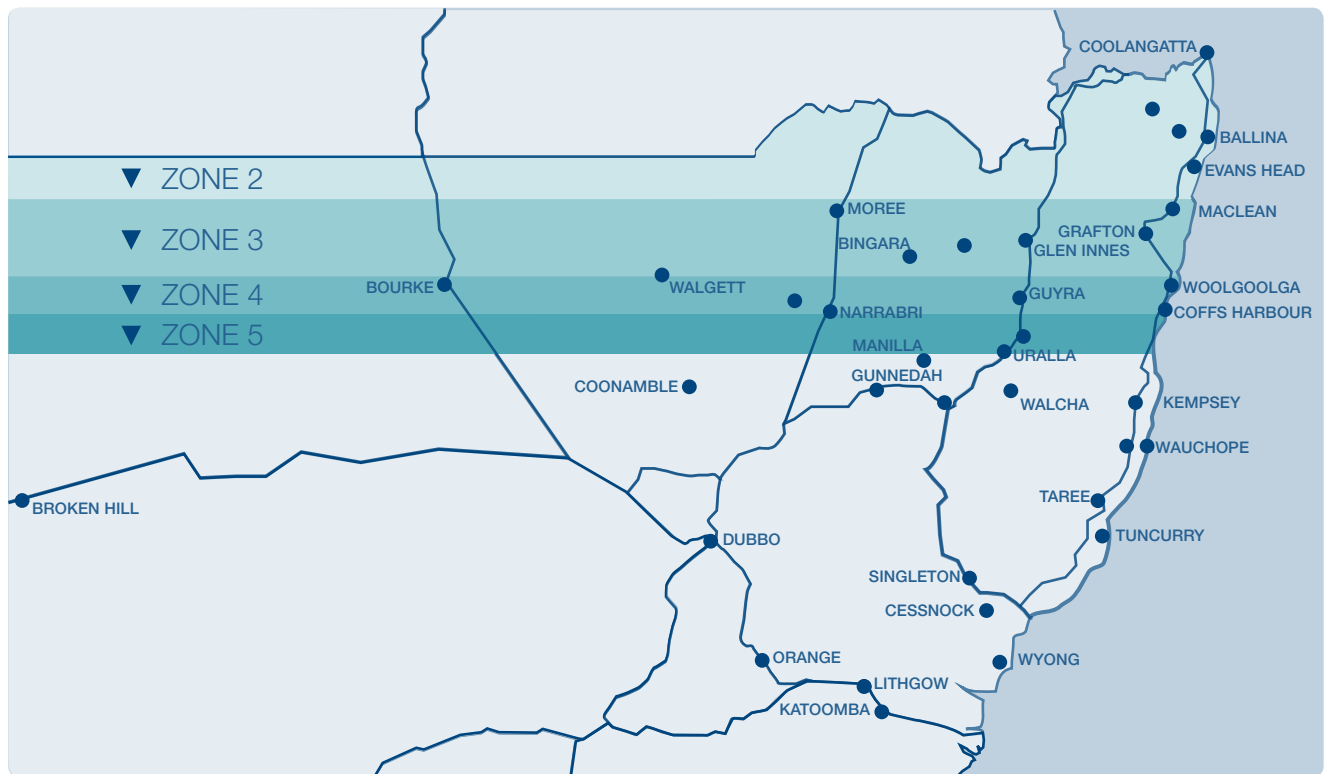 COOLANGATTA
BALLINA
EVANS HEAD
ZONE 2
MOREE
MACLEAN
GRAFTON
ZONE 3
BINGARA
GLEN INNES
BOURKE
WALGETT
WOOLGOOLGA
ZONE 4
GUYRA
NARRABRI
COFFS HARBOUR
ZONE 5
MANILLA
URALLA
GUNNEDAH
COONAMBLE
WALCHA
KEMPSEY
WAUCHOPE
TAREE
BROKEN HILL
TUNCURRY
DUBBO
SINGLETON
CESSNOCK
ORANGE
WYONG
LITHGOW
KATOOMBA